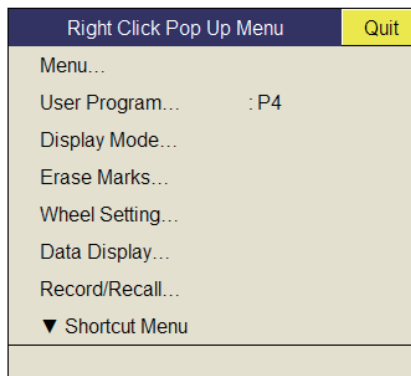 Right Click Pop Up Menu Quit
Menu...
User Program... : P4
Display Mode...
Erase Marks...
Wheel Setting...
Data Display...
Record/Recall...
▼ Shortcut Menu